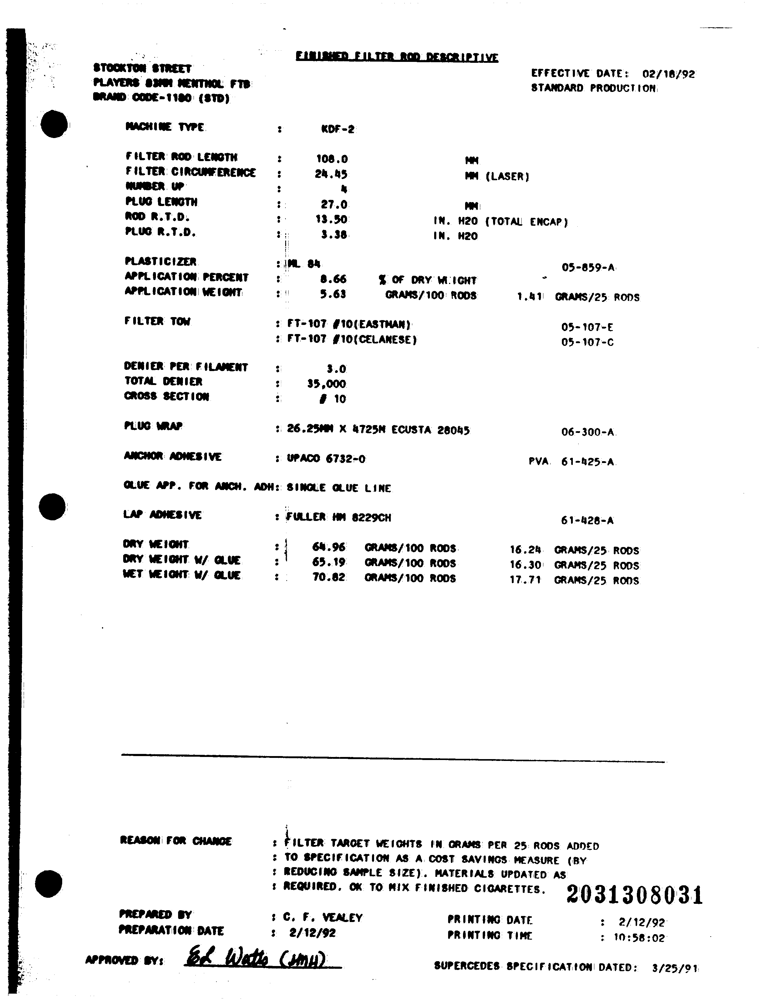 FINISHED FILTER ROD DESCRIPTIVE
STOCKTON STREET
PLAYERS 83MM MENTHOL FTB
BRAND CODE-1180 (STD)
EFFECTIVE DATE: 02/18/92
STANDARD PRODUCTION
MACHINE TYPE : KDF-2
FILTER ROD LENGTH : 108.0 MM
FILTER CIRCUMFERENCE : 24.45 MM (LASER)
NUMBER UP : 4
PLUG LENGTH : 27.0 MM
ROD R.T.D. : 13.50 IN. H2O (TOTAL ENCAP)
PLUG R.T.D. : 3.38 IN. H2O
PLASTICIZER : ML 84 05-859-A
APPLICATION PERCENT : 8.66 % OF DRY WEIGHT
APPLICATION WEIGHT : 5.63 GRAMS/100 RODS 1.41 GRAMS/25 RODS
FILTER TOW : FT-107 #10(EASTMAN) 05-107-E
: FT-107 #10(CELANESE) 05-107-C
DENIER PER FILAMENT : 3.0
TOTAL DENIER : 35,000
CROSS SECTION : # 10
PLUG WRAP : 26.25MM X 4725M ECUSTA 28045 06-300-A
ANCHOR ADHESIVE : UPACO 6732-0 PVA 61-425-A
GLUE APP. FOR ANCH. ADH: SINGLE GLUE LINE
LAP ADHESIVE : FULLER HM 8229CH 61-428-A
DRY WEIGHT : 64.96 GRAMS/100 RODS 16.24 GRAMS/25 RODS
DRY WEIGHT W/ GLUE : 65.19 GRAMS/100 RODS 16.30 GRAMS/25 RODS
WET WEIGHT W/ GLUE : 70.82 GRAMS/100 RODS 17.71 GRAMS/25 RODS
REASON FOR CHANGE : FILTER TARGET WEIGHTS IN GRAMS PER 25 RODS ADDED
: TO SPECIFICATION AS A COST SAVINGS MEASURE (BY
: REDUCING SAMPLE SIZE). MATERIALS UPDATED AS
: REQUIRED. OK TO MIX FINISHED CIGARETTES.
2031308031
PREPARED BY : C. F. VEALEY PRINTING DATE : 2/12/92
PREPARATION DATE : 2/12/92 PRINTING TIME : 10:58:02
APPROVED BY: Ed Watts (JMH)
SUPERCEDES SPECIFICATION DATED: 3/25/91